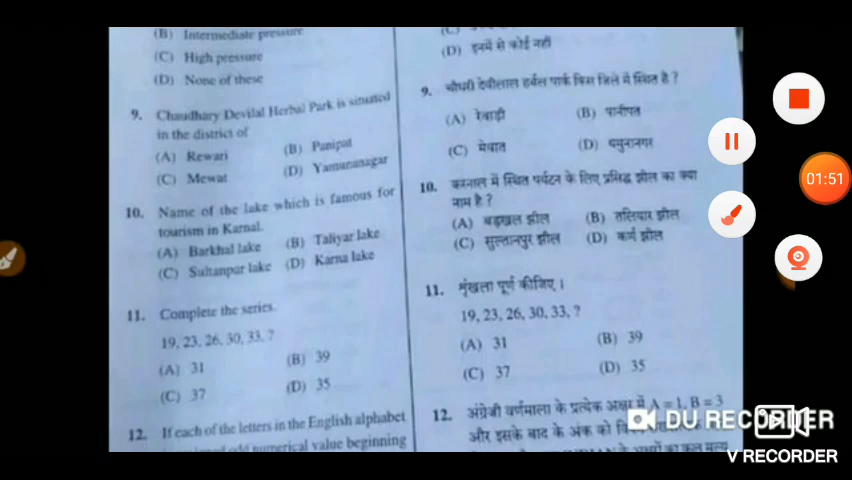 (B) Intermediate pressure
(C) High pressure
(D) None of these
9. Chaudhary Devilal Herbal Park is situated
in the district of
(A) Rewari (B) Panipat
(C) Mewat (D) Yamunanagar
10. Name of the lake which is famous for
tourism in Karnal.
(A) Barkhal lake (B) Taliyar lake
(C) Sultanpur lake (D) Karna lake
11. Complete the series.
19, 23, 26, 30, 33, ?
(A) 31 (B) 39
(C) 37 (D) 35
12. If each of the letters in the English alphabet
odd numerical value beginning
(D) इनमें से कोई नहीं
9. चौधरी देवीलाल हर्बल पार्क किस जिले में स्थित है ?
(A) रेवाड़ी (B) पानीपत
(C) मेवात (D) यमुनानगर
10. करनाल में स्थित पर्यटन के लिए प्रसिद्ध झील का क्या
नाम है ?
(A) बड़खल झील (B) तलियार झील
(C) सुल्तानपुर झील (D) कर्ण झील
11. शृंखला पूर्ण कीजिए ।
19, 23, 26, 30, 33, ?
(A) 31 (B) 39
(C) 37 (D) 35
12. अंग्रेजी वर्णमाला के प्रत्येक अक्षर में A = 1, B = 3
और इसके बाद के अंक को
01:51
DU RECORDER
V RECORDER